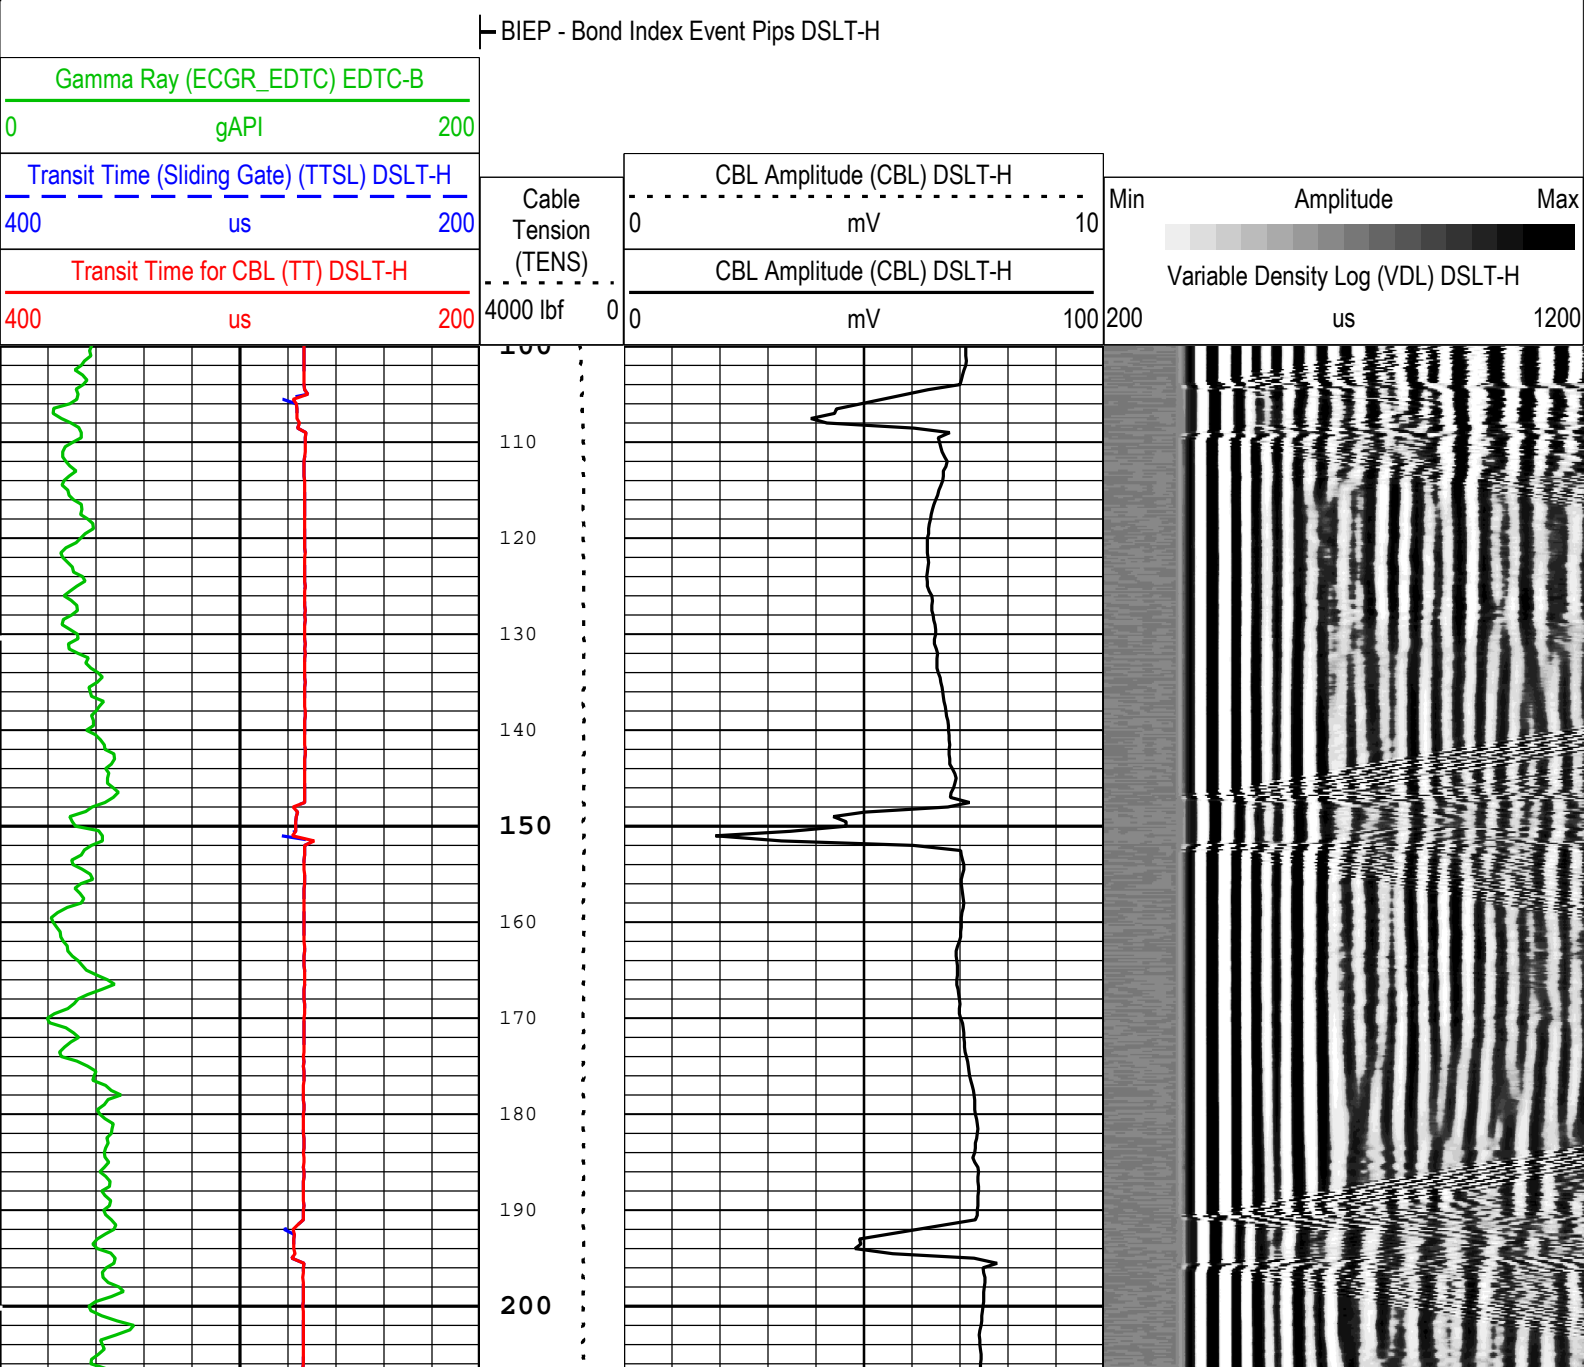 BIEP - Bond Index Event Pips DSLT-H
Gamma Ray (ECGR_EDTC) EDTC-B
0 gAPI 200
Transit Time (Sliding Gate) (TTSL) DSLT-H
400 us 200
Transit Time for CBL (TT) DSLT-H
400 us 200
Cable
Tension
(TENS)
4000 lbf 0
CBL Amplitude (CBL) DSLT-H
0 mV 10
CBL Amplitude (CBL) DSLT-H
0 mV 100
Min Amplitude Max
Variable Density Log (VDL) DSLT-H
200 us 1200
100
110
120
130
140
150
160
170
180
190
200